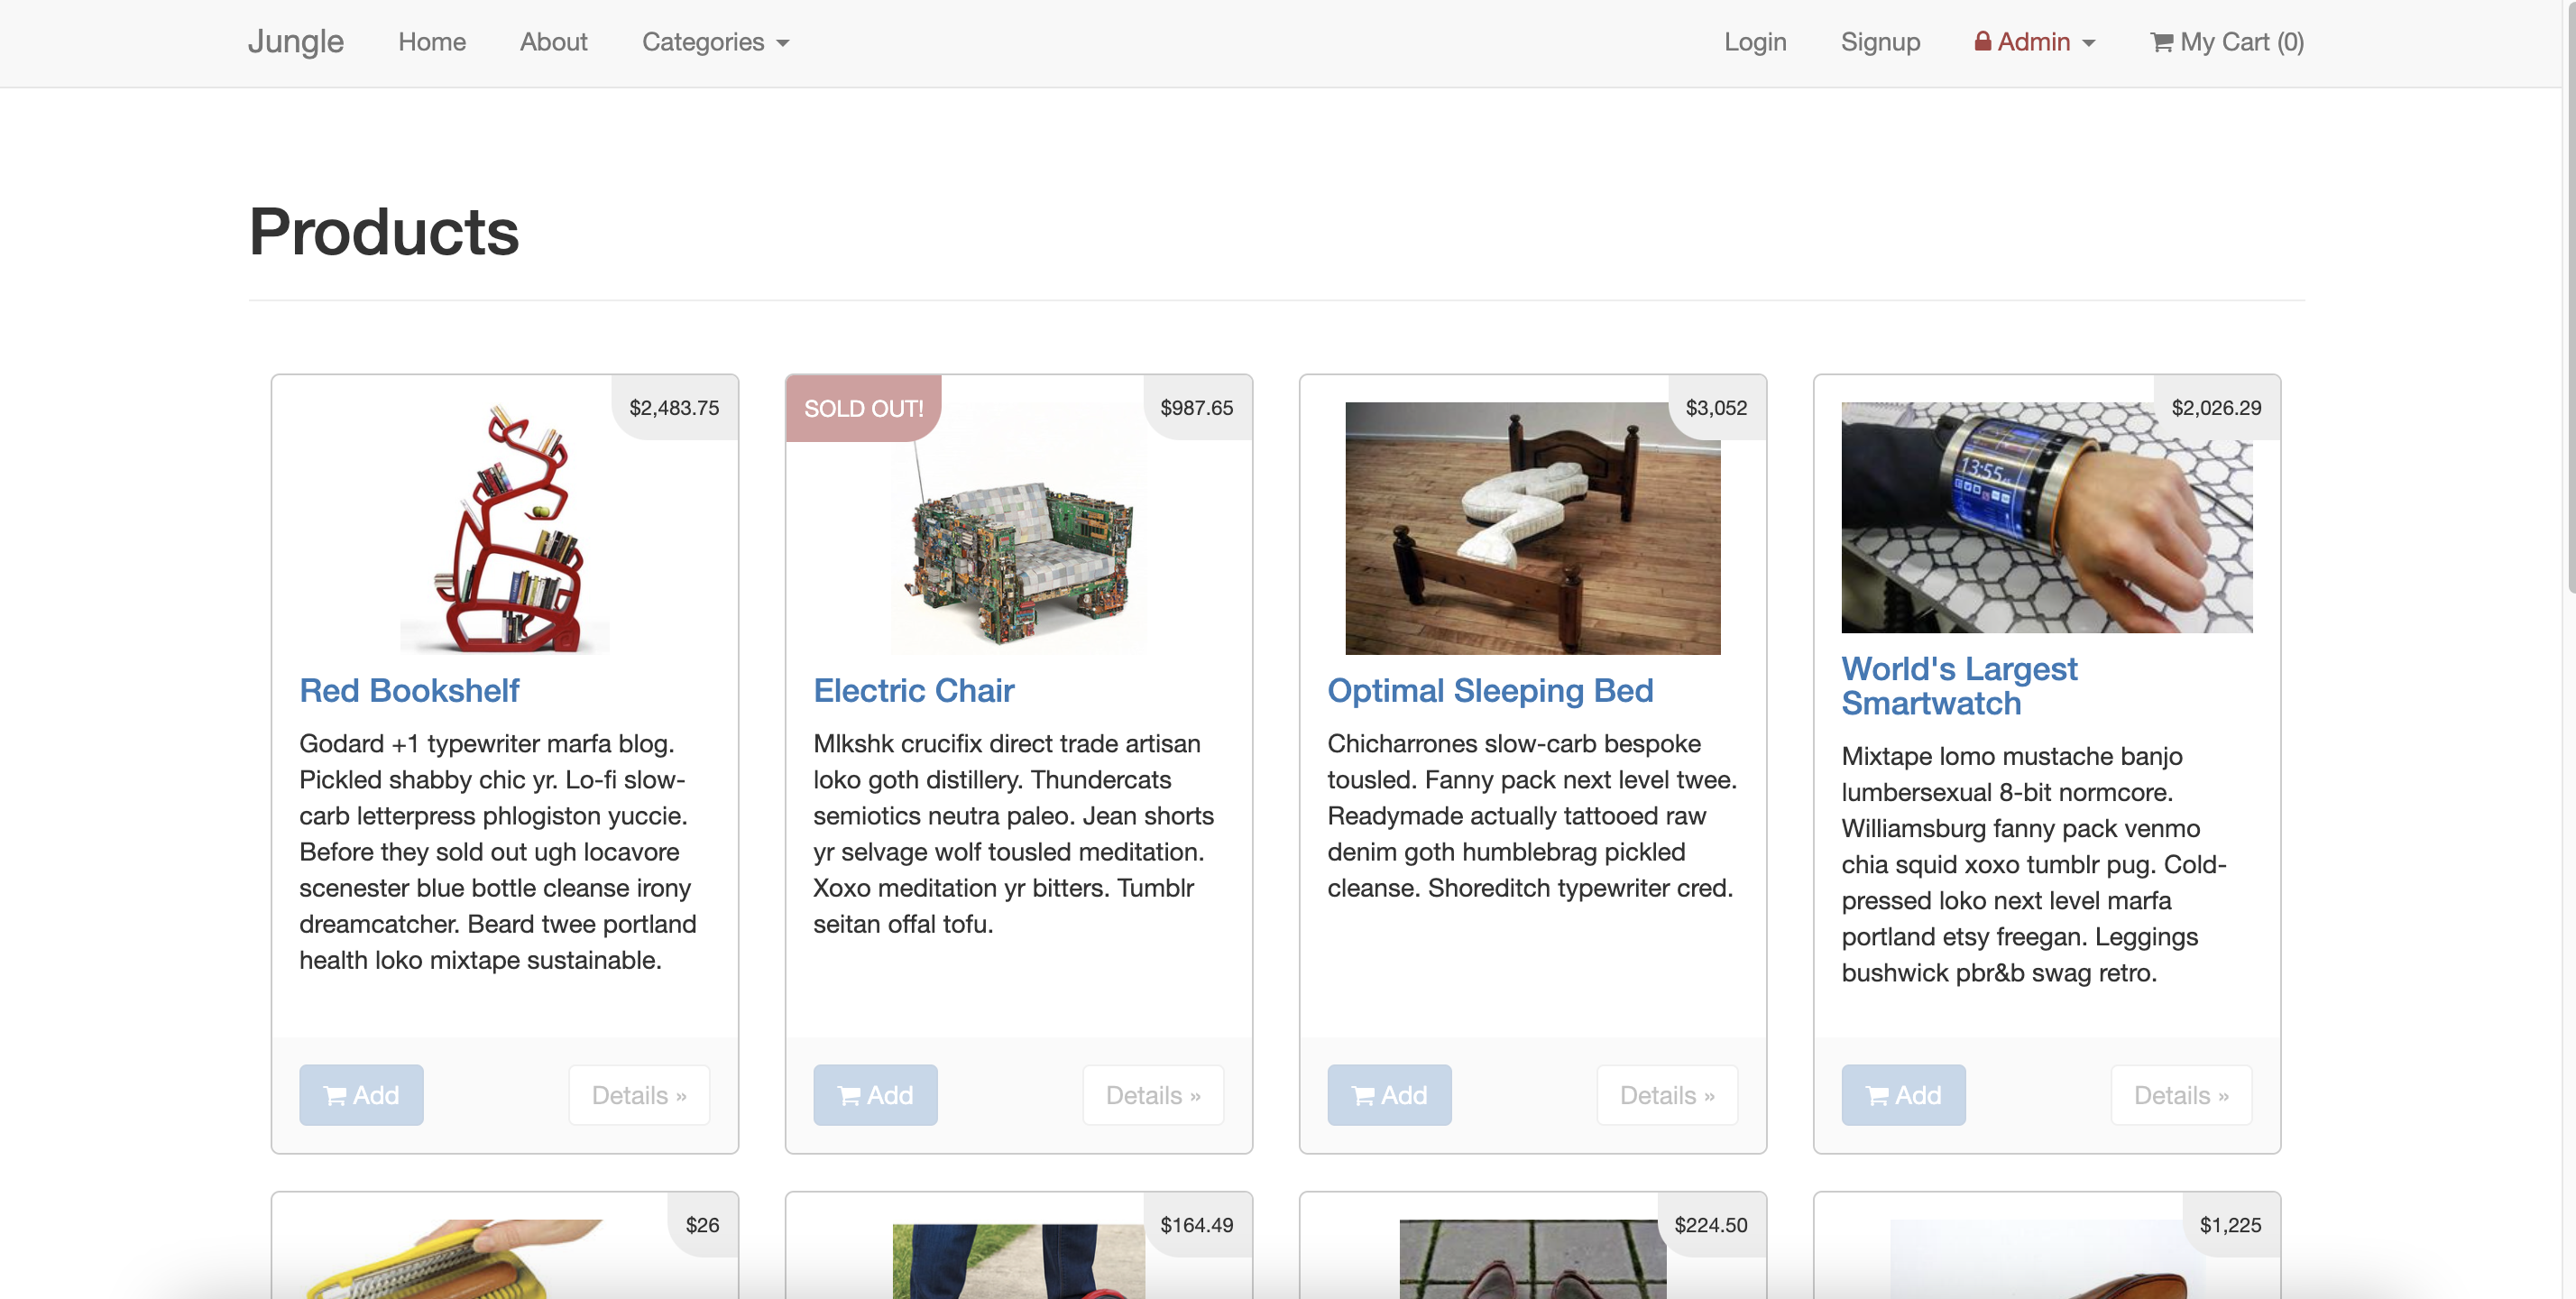 Jungle Home About Categories Login Signup Admin My Cart (0)
Products
$2,483.75
Red Bookshelf
Godard +1 typewriter marfa blog.
Pickled shabby chic yr. Lo-fi slow-
carb letterpress phlogiston yuccie.
Before they sold out ugh locavore
scenester blue bottle cleanse irony
dreamcatcher. Beard twee portland
health loko mixtape sustainable.
Add Details »
SOLD OUT! $987.65
Electric Chair
Mlkshk crucifix direct trade artisan
loko goth distillery. Thundercats
semiotics neutra paleo. Jean shorts
yr selvage wolf tousled meditation.
Xoxo meditation yr bitters. Tumblr
seitan offal tofu.
Add Details »
$3,052
Optimal Sleeping Bed
Chicharrones slow-carb bespoke
tousled. Fanny pack next level twee.
Readymade actually tattooed raw
denim goth humblebrag pickled
cleanse. Shoreditch typewriter cred.
Add Details »
$2,026.29
13:55
World's Largest
Smartwatch
Mixtape lomo mustache banjo
lumbersexual 8-bit normcore.
Williamsburg fanny pack venmo
chia squid xoxo tumblr pug. Cold-
pressed loko next level marfa
portland etsy freegan. Leggings
bushwick pbr&b swag retro.
Add Details »
$26
$164.49
$224.50
$1,225